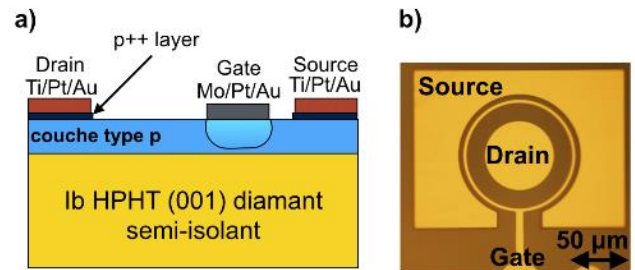 a)
p++ layer
Drain
Ti/Pt/Au
Gate
Mo/Pt/Au
Source
Ti/Pt/Au
couche type p
Ib HPHT (001) diamant
semi-isolant
b)
Source
Drain
Gate
50 µm